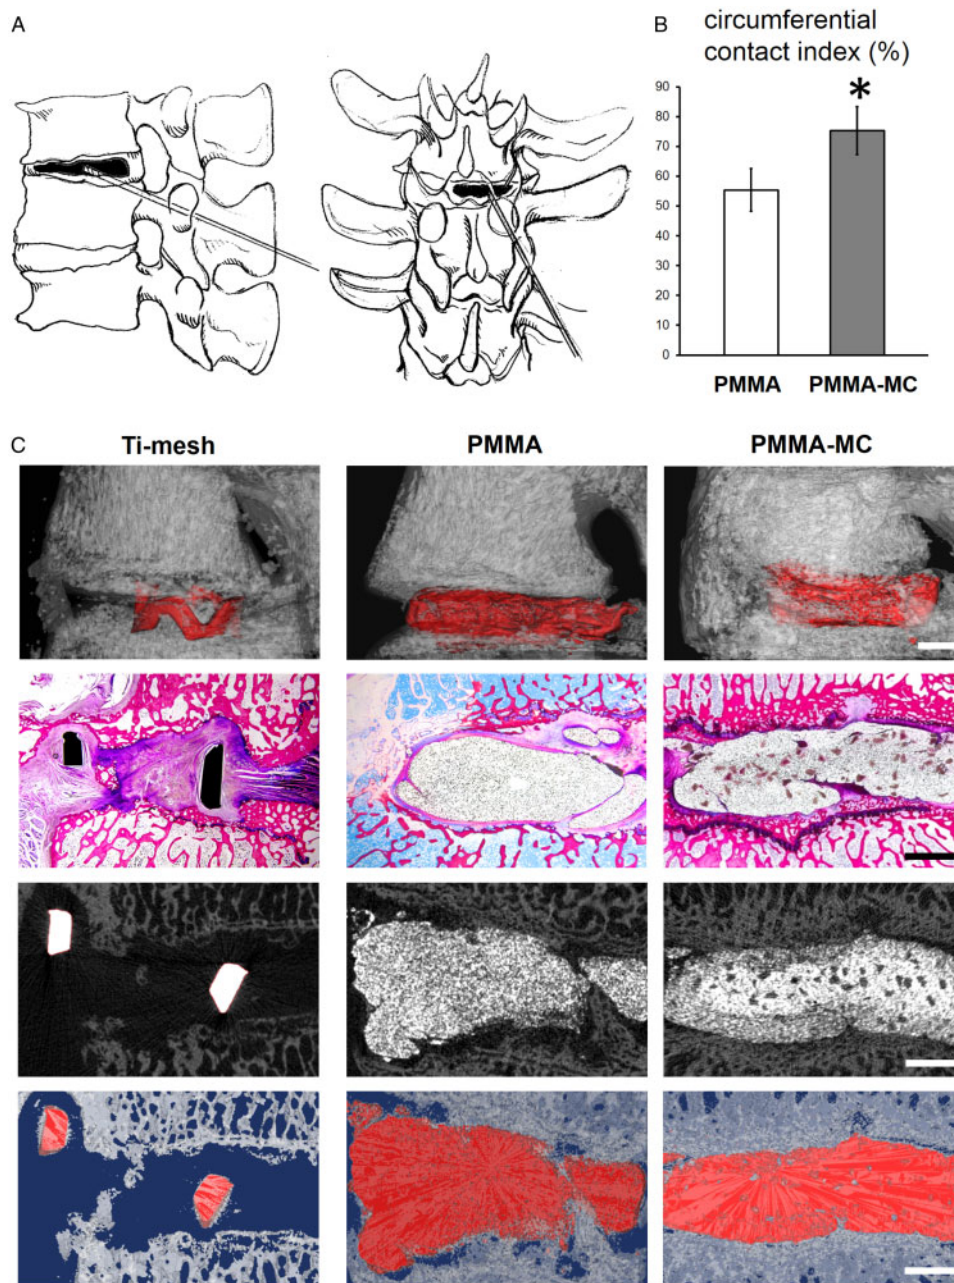 A
B
circumferential
contact index (%)
*
90
80
70
60
50
40
30
20
10
0
PMMA PMMA-MC
C
Ti-mesh PMMA PMMA-MC